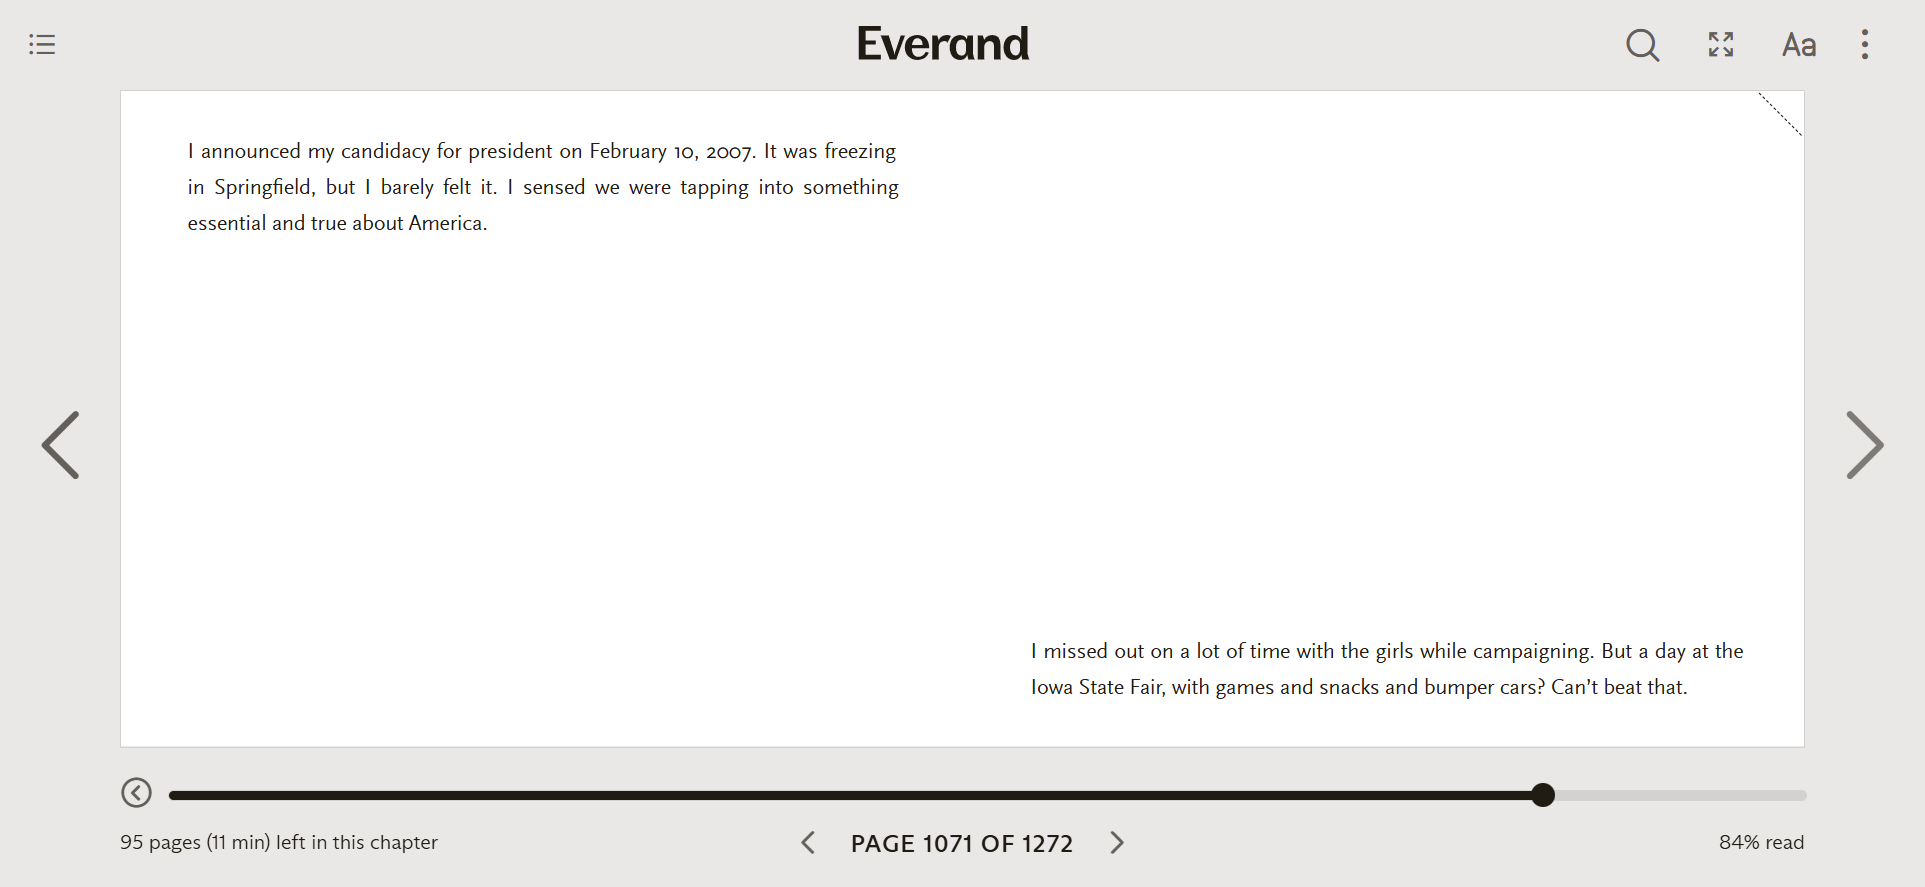 Everand
Aa
I announced my candidacy for president on February 10, 2007. It was freezing
in Springfield, but I barely felt it. I sensed we were tapping into something
essential and true about America.
I missed out on a lot of time with the girls while campaigning. But a day at the
Iowa State Fair, with games and snacks and bumper cars? Can’t beat that.
95 pages (11 min) left in this chapter
PAGE 1071 OF 1272
84% read